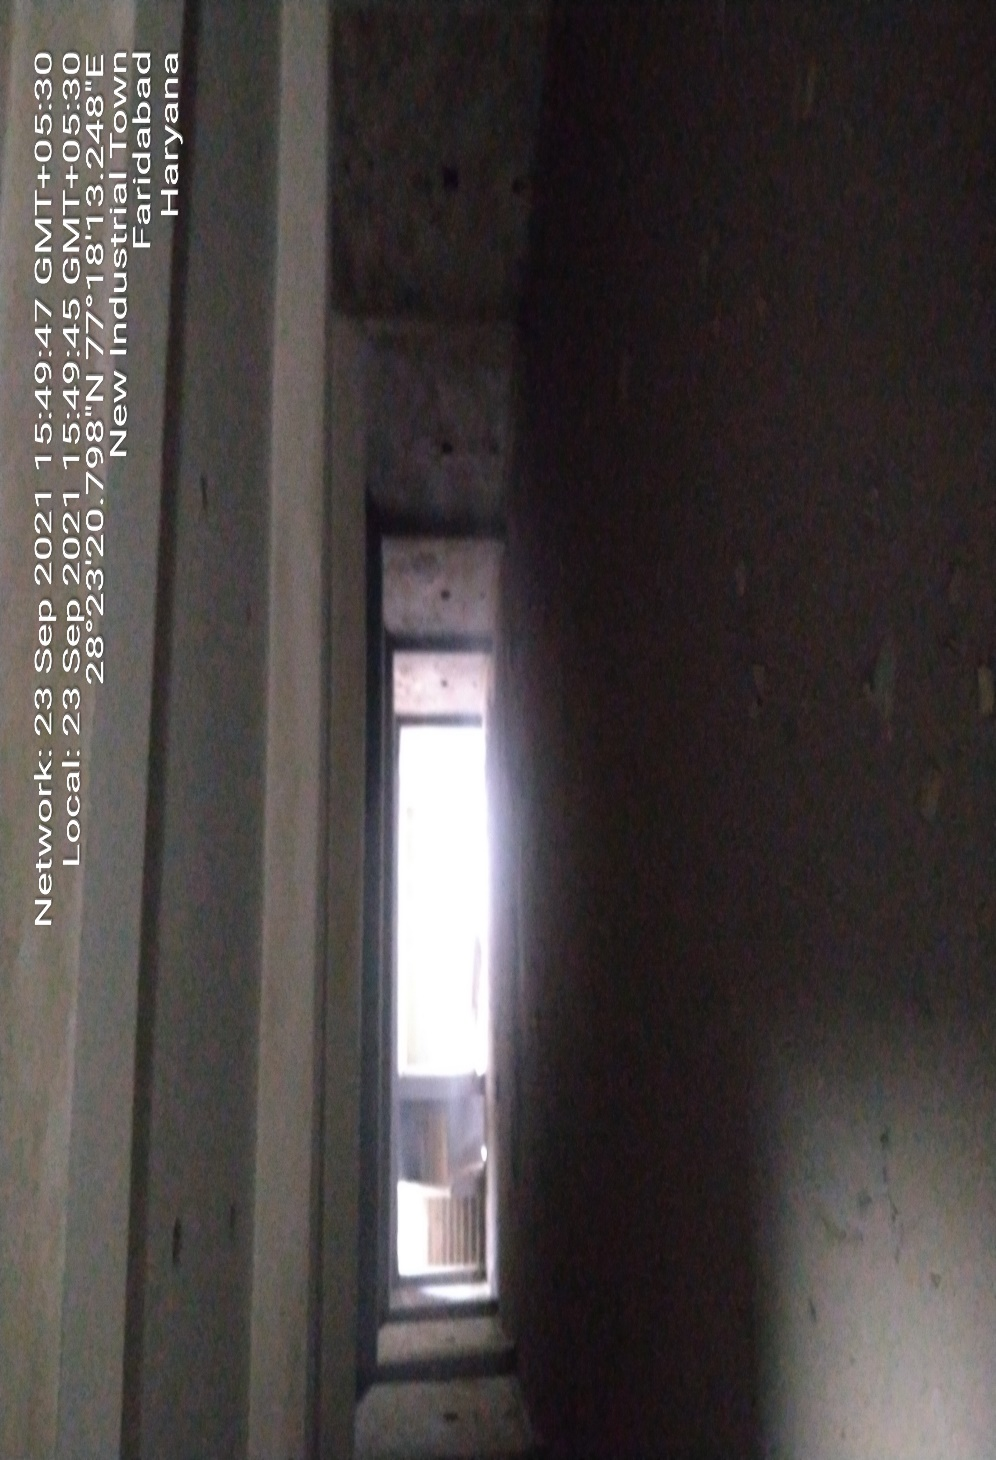 Network: 23 Sep 2021 15:49:47 GMT+05:30
Local: 23 Sep 2021 15:49:45 GMT+05:30
28°23'20.798"N 77°18'13.248"E
New Industrial Town
Faridabad
Haryana